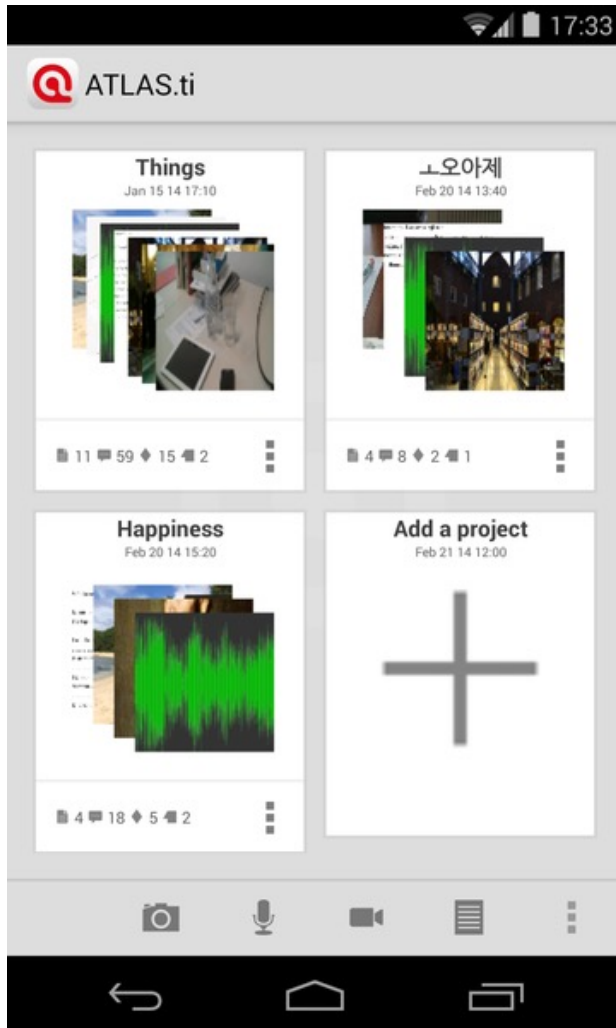 17:33
ATLAS.ti
Things
Jan 15 14 17:10
ㅗ오아제
Feb 20 14 13:40
11 59 15 2
4 8 2 1
Happiness
Feb 20 14 15:20
Add a project
Feb 21 14 12:00
4 18 5 2